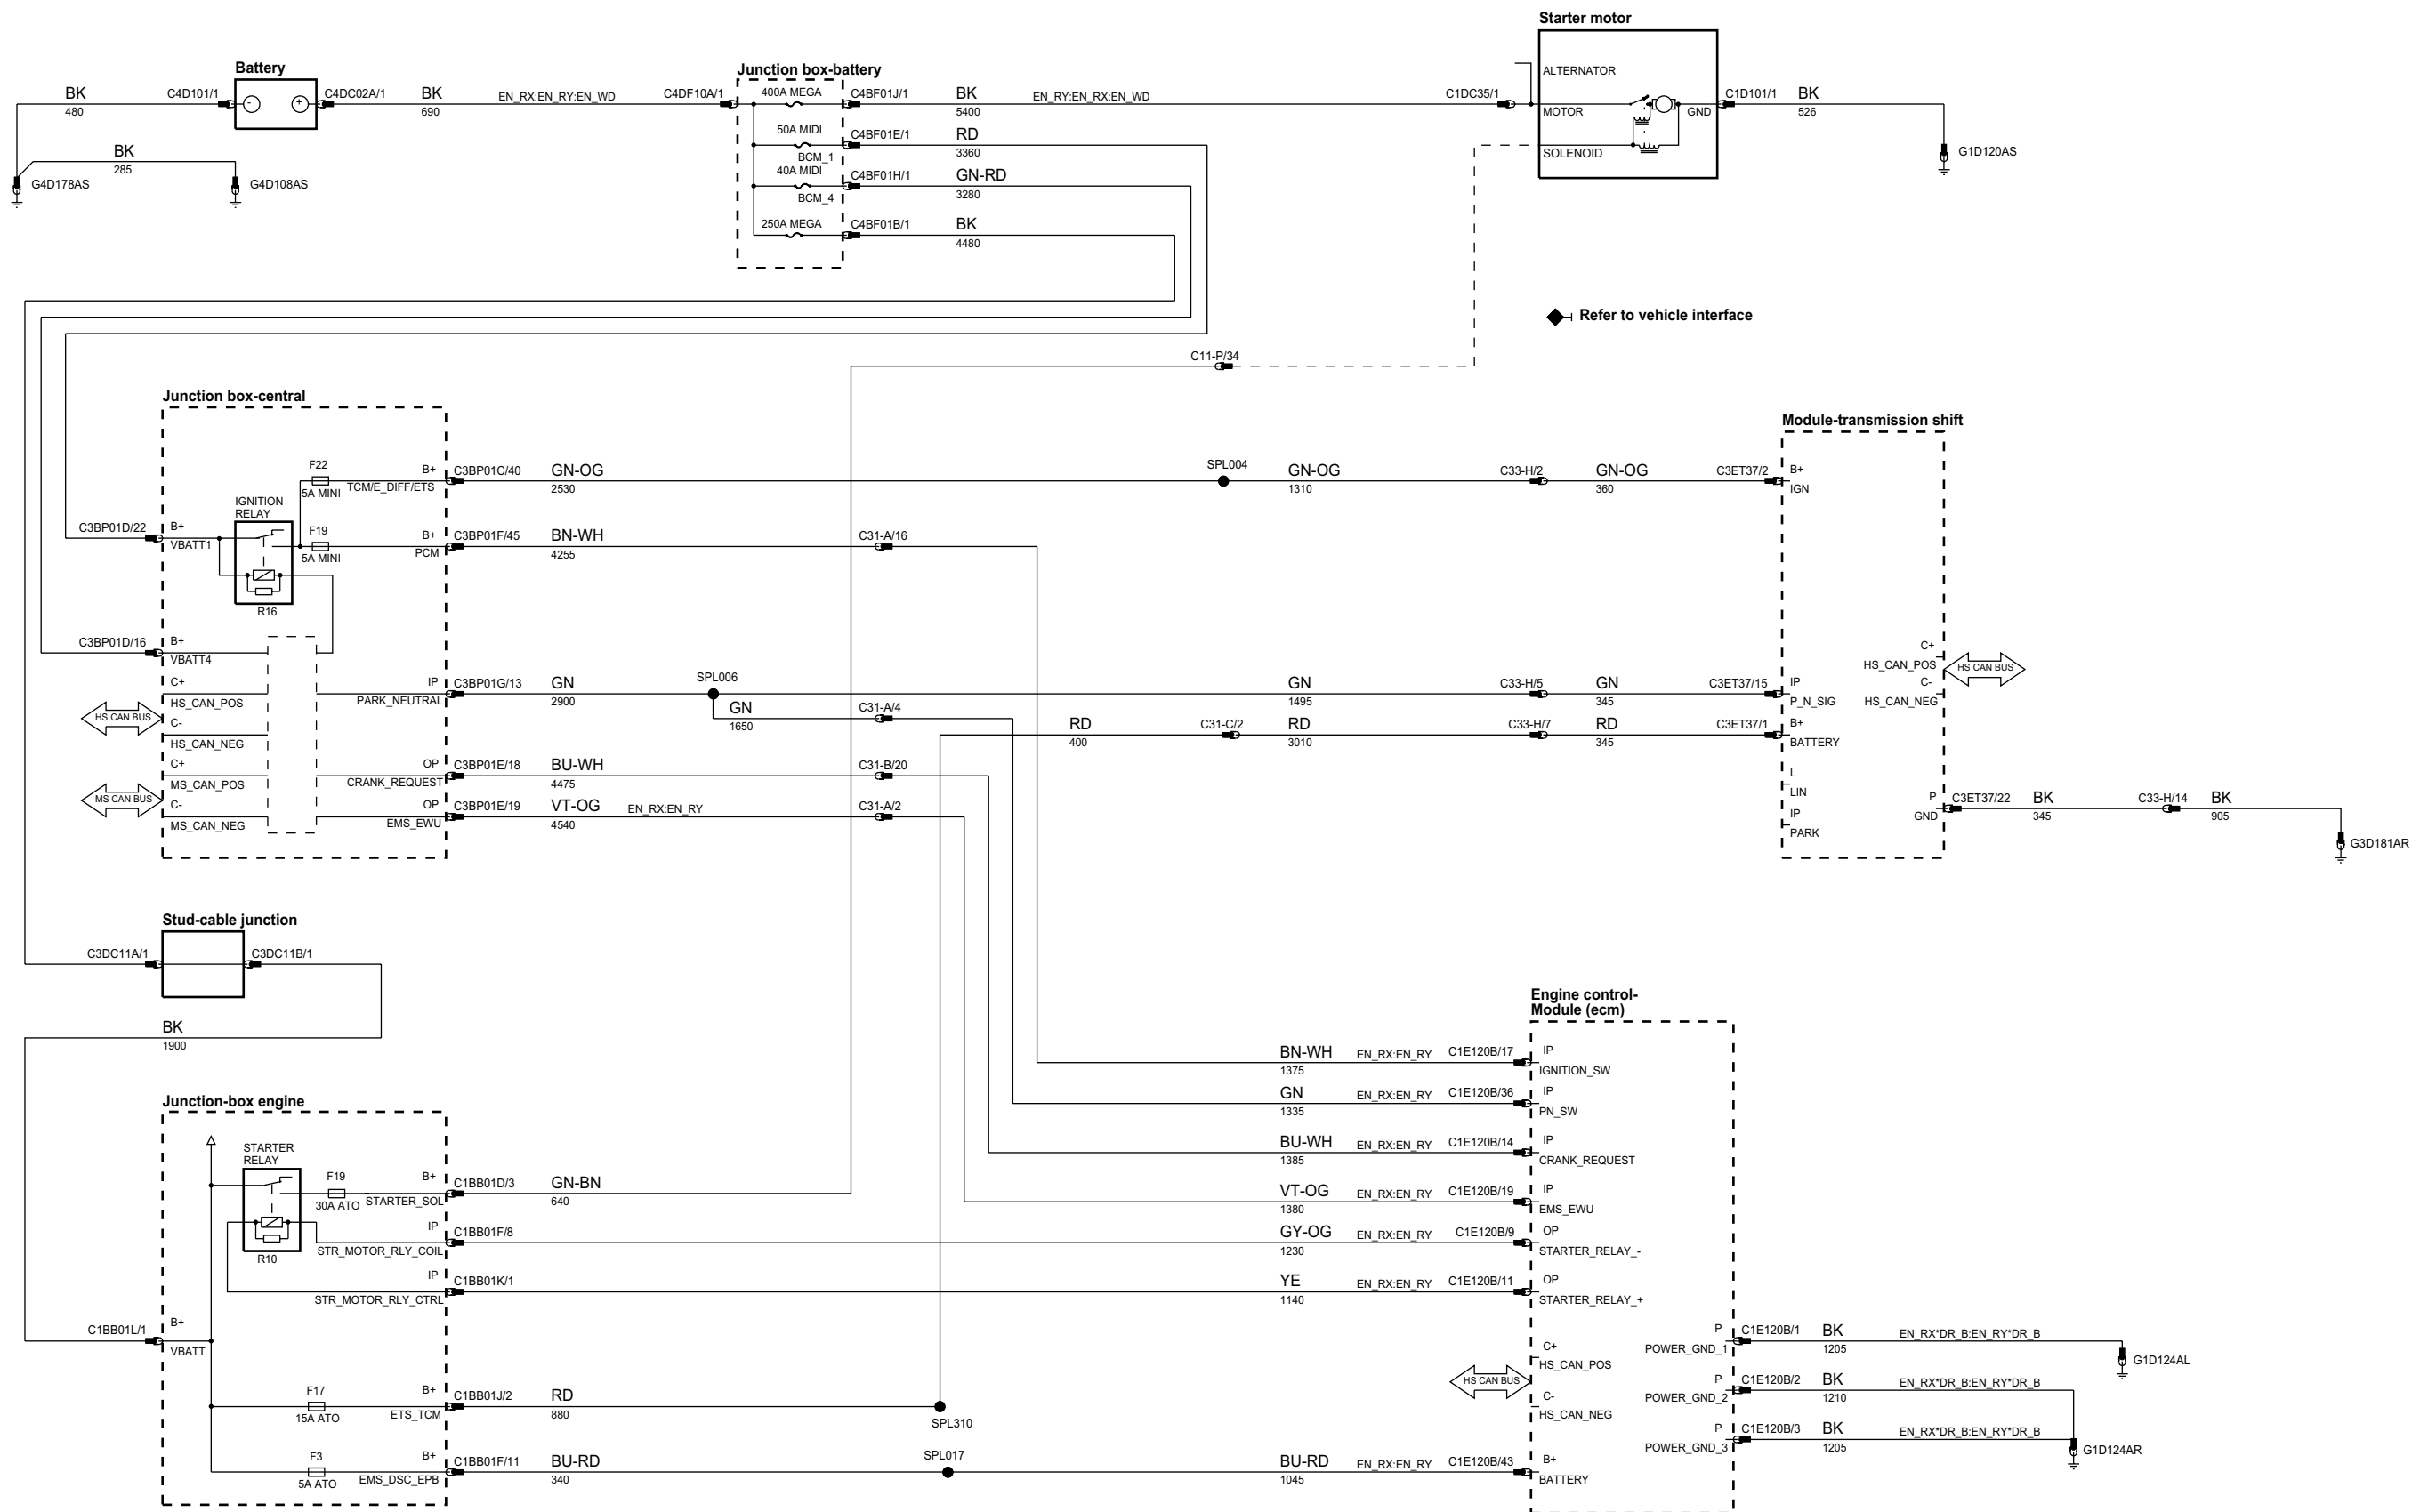 Starter motor
Battery
Junction box-battery
ALTERNATOR
400A MEGA
BK
480
C4D101/1
-
+
C4DC02A/1
BK
690
EN_RX:EN_RY:EN_WD
C4DF10A/1
C4BF01J/1
BK
5400
EN_RY:EN_RX:EN_WD
C1DC35/1
MOTOR
GND
C1D101/1
BK
526
50A MIDI
BCM_1
C4BF01E/1
RD
3360
SOLENOID
G1D120AS
BK
285
G4D178AS
G4D108AS
40A MIDI
BCM_4
C4BF01H/1
GN-RD
3280
250A MEGA
C4BF01B/1
BK
4480
Refer to vehicle interface
C11-P/34
Junction box-central
Module-transmission shift
F22
5A MINI
B+
TCM/E_DIFF/ETS
C3BP01C/40
GN-OG
2530
SPL004
GN-OG
1310
C33-H/2
GN-OG
360
C3ET37/2
B+
IGN
IGNITION
RELAY
C3BP01D/22
B+
VBATT1
F19
5A MINI
B+
PCM
C3BP01F/45
BN-WH
4255
C31-A/16
R16
C3BP01D/16
B+
VBATT4
C+
HS_CAN_POS
HS CAN BUS
C-
HS_CAN_NEG
IP
PARK_NEUTRAL
C3BP01G/13
GN
2900
SPL006
GN
1650
C31-A/4
GN
1495
C33-H/5
GN
345
C3ET37/15
IP
P_N_SIG
C+
HS_CAN_POS
HS CAN BUS
C-
HS_CAN_NEG
RD
400
C31-C/2
RD
3010
C33-H/7
RD
345
C3ET37/1
B+
BATTERY
C+
MS_CAN_POS
MS CAN BUS
C-
MS_CAN_NEG
OP
CRANK_REQUEST
C3BP01E/18
BU-WH
4475
C31-B/20
L
LIN
OP
EMS_EWU
C3BP01E/19
VT-OG
4540
EN_RX:EN_RY
C31-A/2
IP
PARK
P
GND
C3ET37/22
BK
345
C33-H/14
BK
905
G3D181AR
Stud-cable junction
C3DC11A/1
C3DC11B/1
BK
1900
Engine control-
Module (ecm)
BN-WH
1375
EN_RX:EN_RY
C1E120B/17
IP
IGNITION_SW
GN
1335
EN_RX:EN_RY
C1E120B/36
IP
PN_SW
Junction-box engine
BU-WH
1385
EN_RX:EN_RY
C1E120B/14
IP
CRANK_REQUEST
STARTER
RELAY
F19
30A ATO
B+
STARTER_SOL
C1BB01D/3
GN-BN
640
VT-OG
1380
EN_RX:EN_RY
C1E120B/19
IP
EMS_EWU
R10
IP
STR_MOTOR_RLY_COIL
C1BB01F/8
GY-OG
1230
EN_RX:EN_RY
C1E120B/9
OP
STARTER_RELAY_-
IP
STR_MOTOR_RLY_CTRL
C1BB01K/1
YE
1140
EN_RX:EN_RY
C1E120B/11
OP
STARTER_RELAY_+
C1BB01L/1
B+
VBATT
C+
HS_CAN_POS
HS CAN BUS
C-
HS_CAN_NEG
P
POWER_GND_1
C1E120B/1
BK
1205
EN_RX*DR_B:EN_RY*DR_B
G1D124AL
P
POWER_GND_2
C1E120B/2
BK
1210
EN_RX*DR_B:EN_RY*DR_B
F17
15A ATO
B+
ETS_TCM
C1BB01J/2
RD
880
SPL310
P
POWER_GND_3
C1E120B/3
BK
1205
EN_RX*DR_B:EN_RY*DR_B
G1D124AR
F3
5A ATO
B+
EMS_DSC_EPB
C1BB01F/11
BU-RD
340
SPL017
BU-RD
1045
EN_RX:EN_RY
C1E120B/43
B+
BATTERY